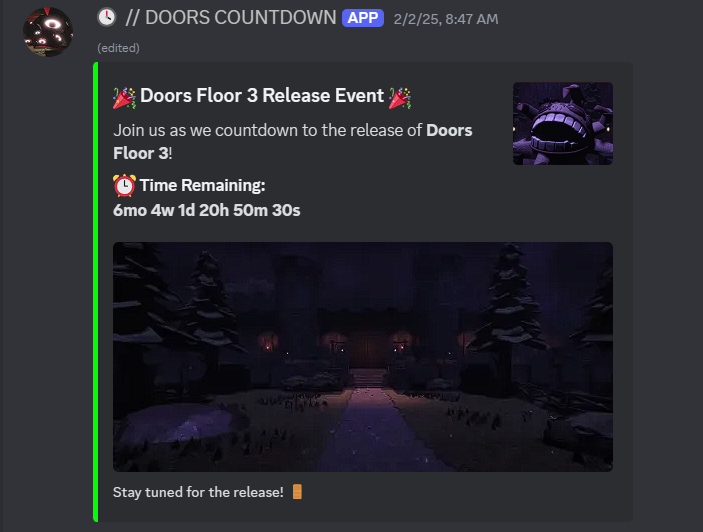 // DOORS COUNTDOWN APP 2/2/25, 8:47 AM
(edited)
🎉 Doors Floor 3 Release Event 🎉
Join us as we countdown to the release of Doors
Floor 3!
⏰ Time Remaining:
6mo 4w 1d 20h 50m 30s
Stay tuned for the release! 🚪